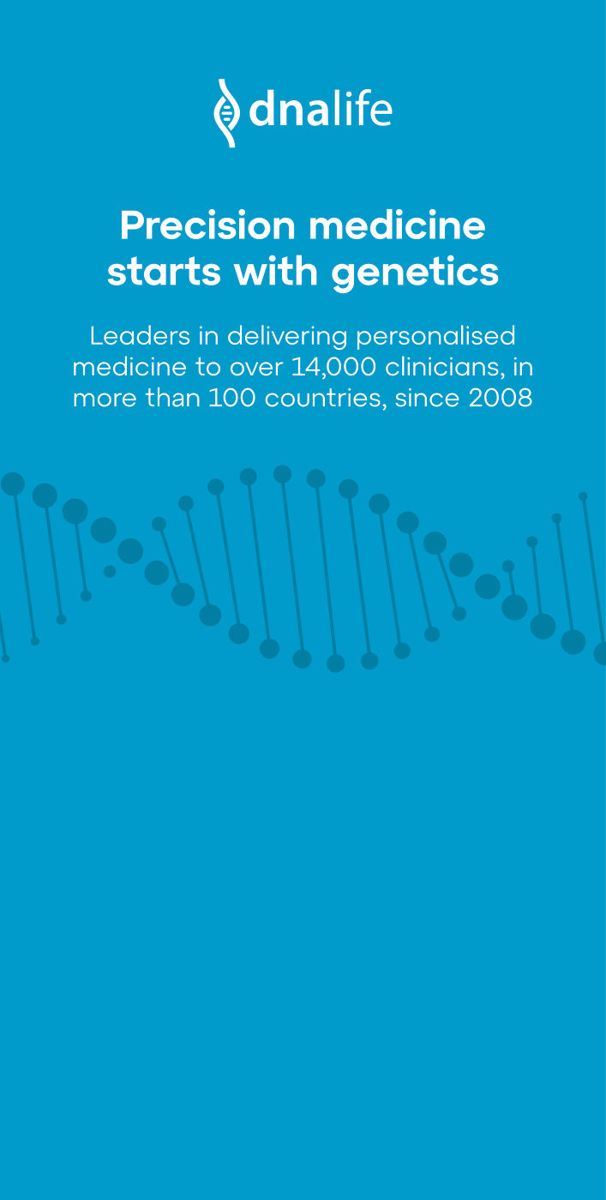 dnalife
Precision medicine
starts with genetics
Leaders in delivering personalised
medicine to over 14,000 clinicians, in
more than 100 countries, since 2008